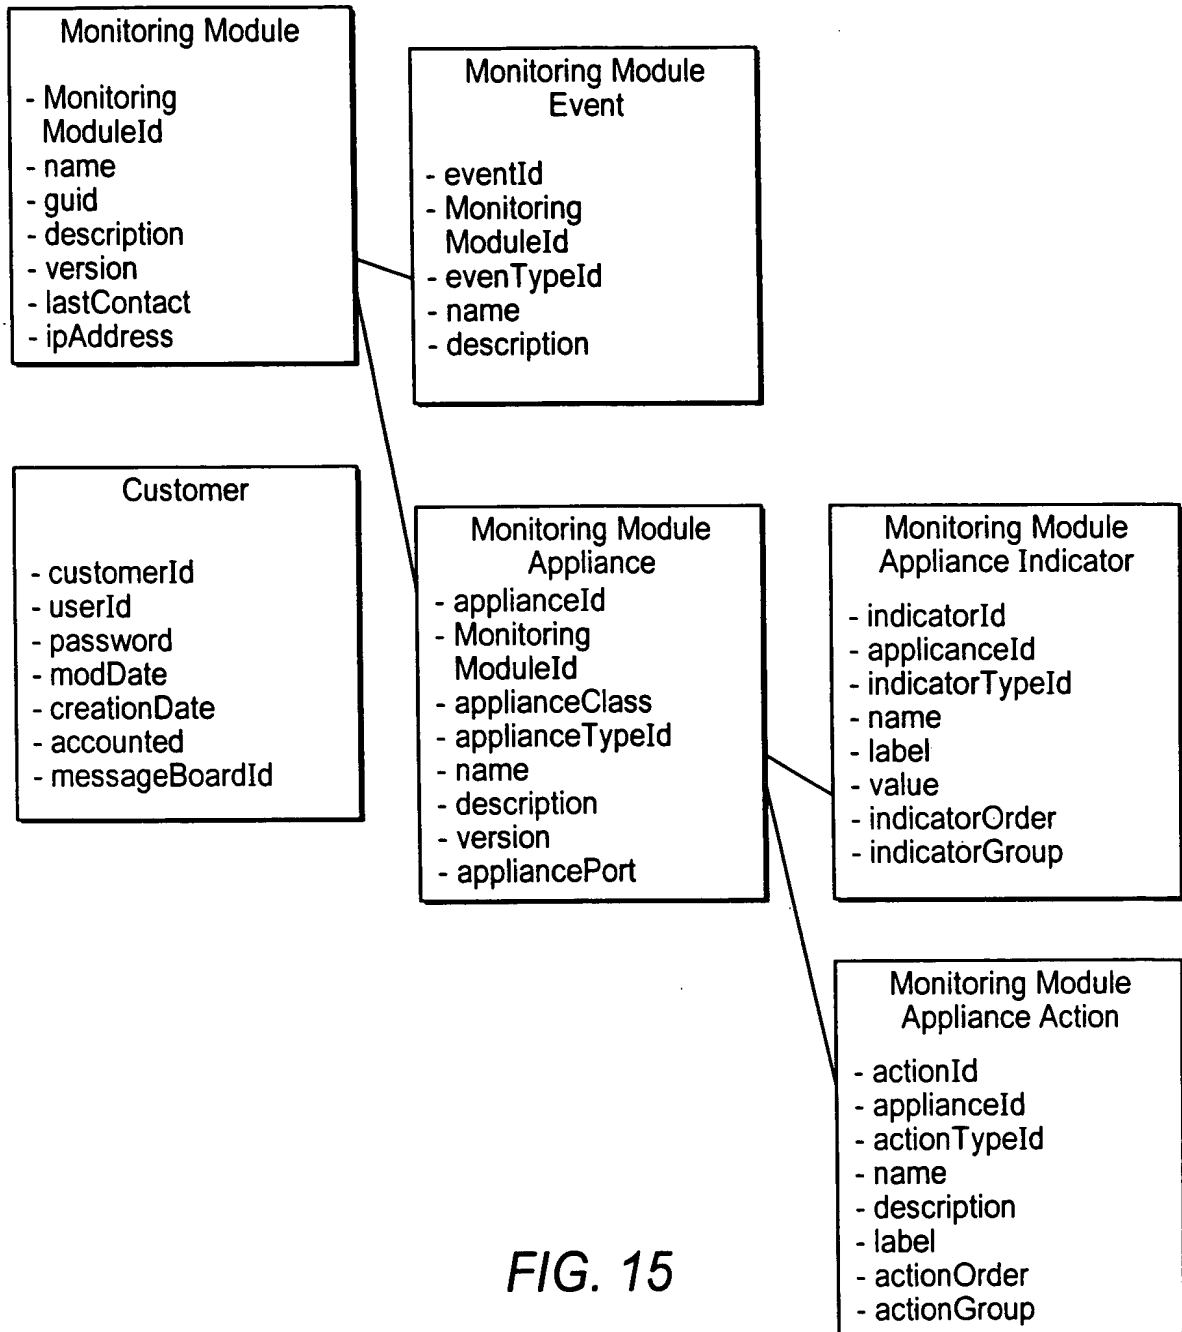 Monitoring Module
- Monitoring
ModuleId
- name
- guid
- description
- version
- lastContact
- ipAddress
Monitoring Module
Event
- eventId
- Monitoring
ModuleId
- evenTypeId
- name
- description
Customer
- customerId
- userId
- password
- modDate
- creationDate
- accounted
- messageBoardId
Monitoring Module
Appliance
- applianceId
- Monitoring
ModuleId
- applianceClass
- applianceTypeId
- name
- description
- version
- appliancePort
Monitoring Module
Appliance Indicator
- indicatorId
- applicanceId
- indicatorTypeId
- name
- label
- value
- indicatorOrder
- indicatorGroup
Monitoring Module
Appliance Action
- actionId
- applianceId
- actionTypeId
- name
- description
- label
- actionOrder
- actionGroup
FIG. 15